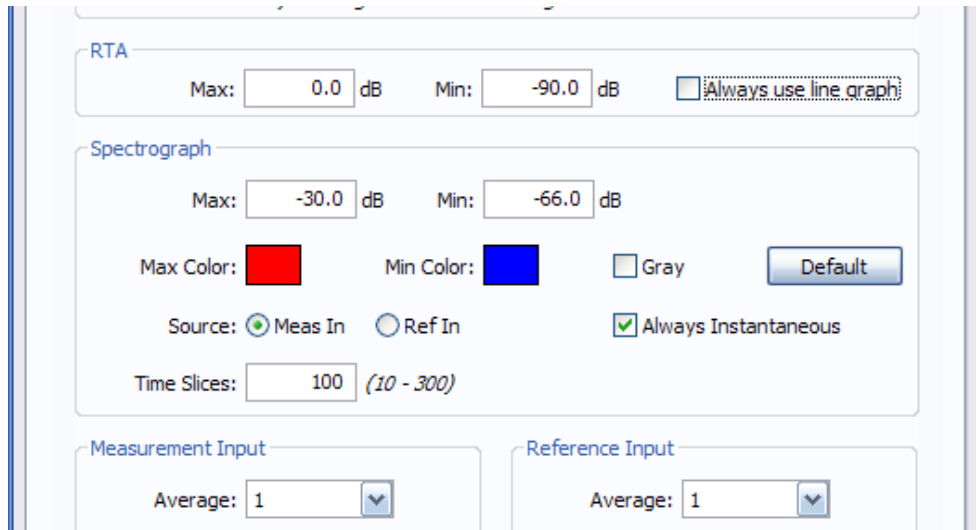 RTA
Max: 0.0 dB Min: -90.0 dB Always use line graph
Spectrograph
Max: -30.0 dB Min: -66.0 dB
Max Color: Min Color: Gray Default
Source: Meas In Ref In Always Instantaneous
Time Slices: 100 (10 - 300)
Measurement Input Reference Input
Average: 1 Average: 1